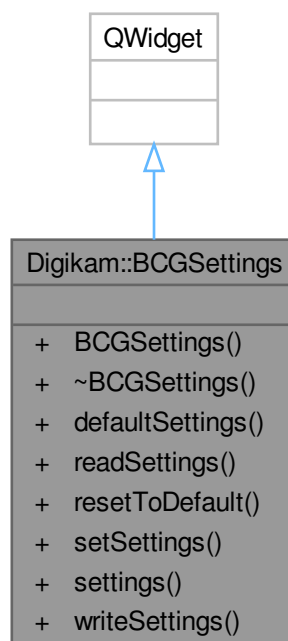 QWidget
Digikam::BCGSettings
+ BCGSettings()
+ ~BCGSettings()
+ defaultSettings()
+ readSettings()
+ resetToDefault()
+ setSettings()
+ settings()
+ writeSettings()